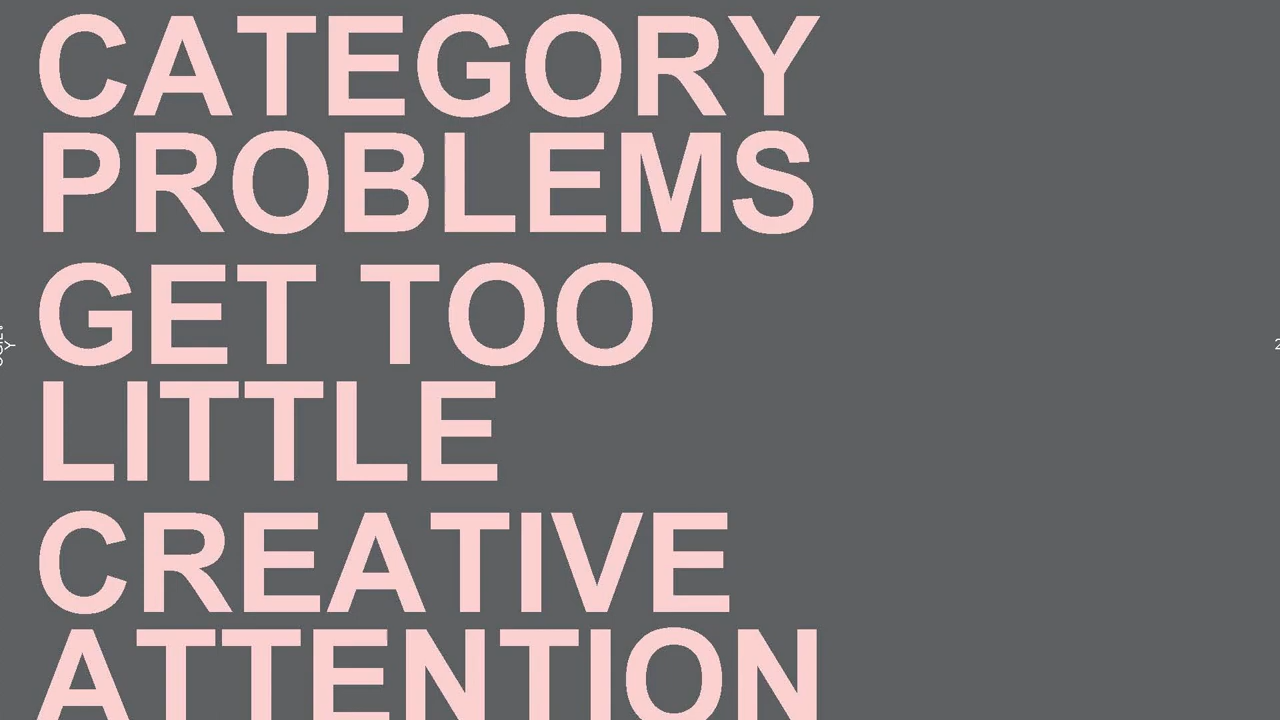 CATEGORY
PROBLEMS
GET TOO
LITTLE
CREATIVE
ATTENTION